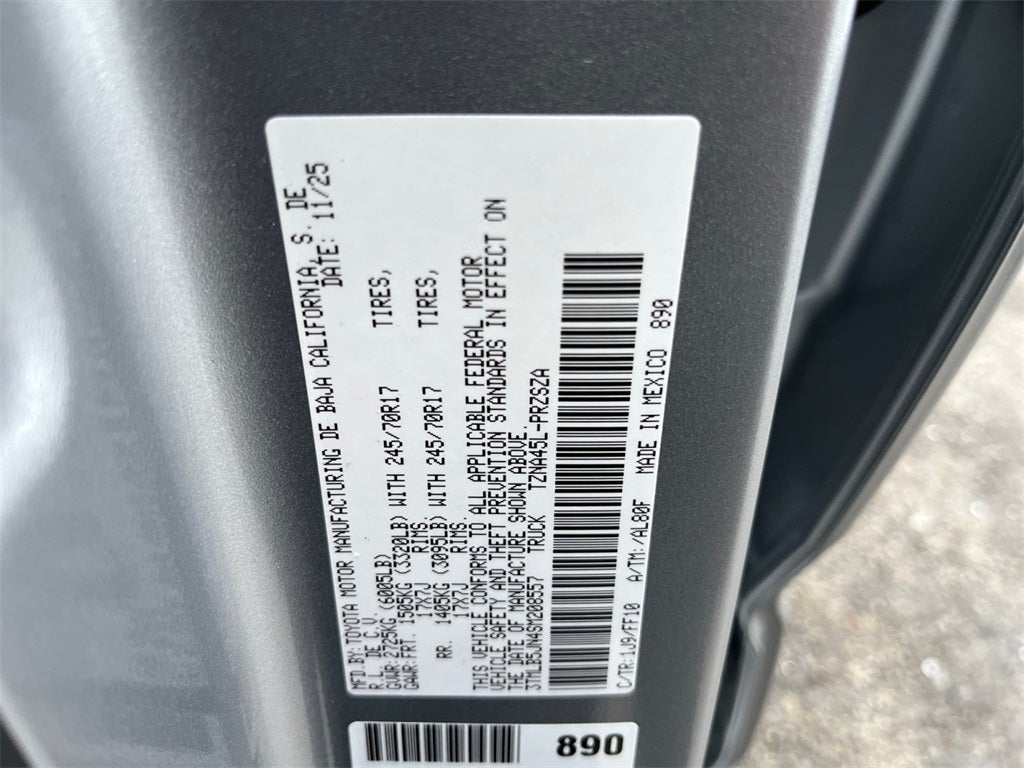 MFD.BY:TOYOTA MOTOR MANUFACTURING DE BAJA CALIFORNIA, S. DE
R.L. DE C.V. DATE: 11/25
GVWR:2725KG (6005LB)
GAWR:FRT. 1505KG (3320LB) WITH 245/70R17 TIRES,
17X7J RIMS.
RR. 1405KG (3095LB) WITH 245/70R17 TIRES,
17X7J RIMS.
THIS VEHICLE CONFORMS TO ALL APPLICABLE FEDERAL MOTOR
VEHICLE SAFETY AND THEFT PREVENTION STANDARDS IN EFFECT ON
THE DATE OF MANUFACTURE SHOWN ABOVE.
3TMLB5JN4SM208557 TRUCK TZNA45L-PRZSZA
C/TR:1J9/FF10 A/TM:/AL80F MADE IN MEXICO 890
890